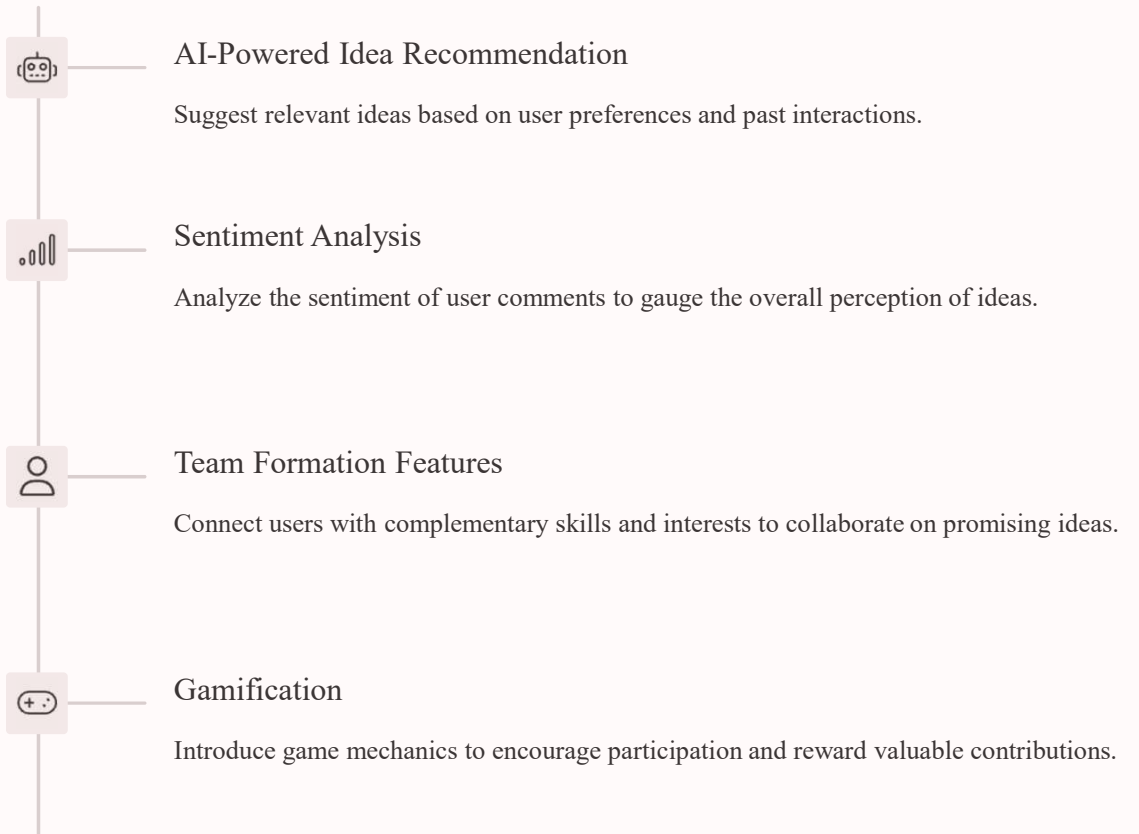 AI-Powered Idea Recommendation
Suggest relevant ideas based on user preferences and past interactions.
Sentiment Analysis
Analyze the sentiment of user comments to gauge the overall perception of ideas.
Team Formation Features
Connect users with complementary skills and interests to collaborate on promising ideas.
Gamification
Introduce game mechanics to encourage participation and reward valuable contributions.